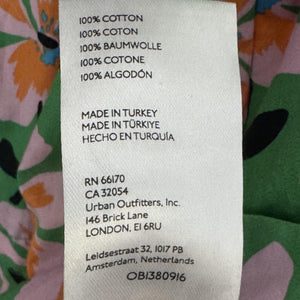 100% COTTON
100% COTON
100% BAUMWOLLE
100% COTONE
100% ALGODÓN
MADE IN TURKEY
MADE IN TÜRKIYE
HECHO EN TURQUÍA
RN 66170
CA 32054
Urban Outfitters, Inc.
146 Brick Lane
LONDON, E1 6RU
Leidsestraat 32, 1017 PB
Amsterdam, Netherlands
OB1380916